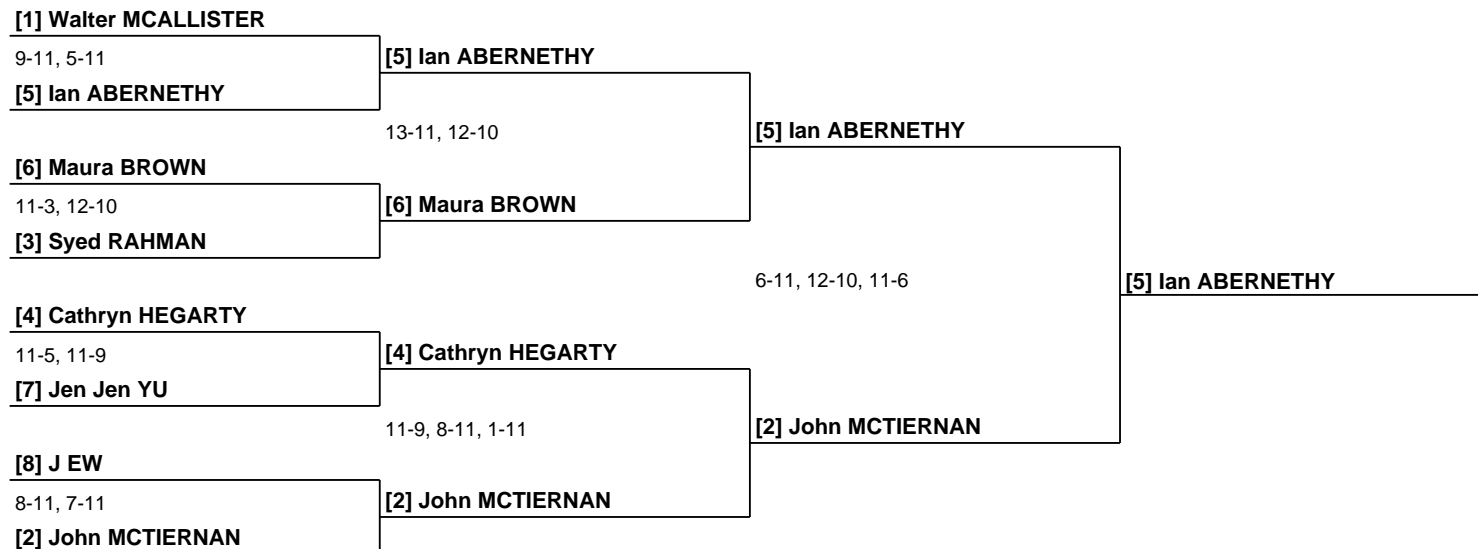 [1] Walter MCALLISTER
9-11, 5-11
[5] Ian ABERNETHY
[5] Ian ABERNETHY
13-11, 12-10
[5] Ian ABERNETHY
[6] Maura BROWN
11-3, 12-10
[6] Maura BROWN
[3] Syed RAHMAN
6-11, 12-10, 11-6
[5] Ian ABERNETHY
[4] Cathryn HEGARTY
11-5, 11-9
[4] Cathryn HEGARTY
[7] Jen Jen YU
11-9, 8-11, 1-11
[2] John MCTIERNAN
[8] J EW
8-11, 7-11
[2] John MCTIERNAN
[2] John MCTIERNAN